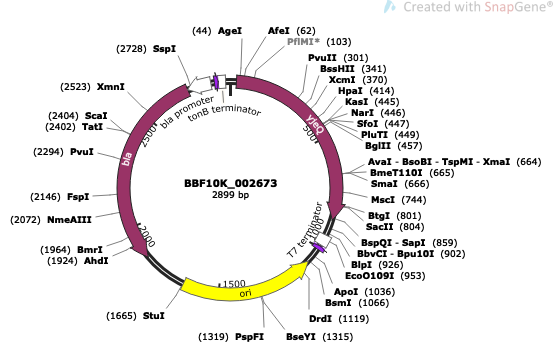 Created with SnapGene®
(44) AgeI
AfeI (62)
PflMI* (103)
PvuII (301)
BssHII (341)
XcmI (370)
HpaI (414)
KasI (445)
NarI (446)
SfoI (447)
PluTI (449)
BglII (457)
AvaI - BsoBI - TspMI - XmaI (664)
BmeT110I (665)
SmaI (666)
MscI (744)
BtgI (801)
SacII (804)
BspQI - SapI (859)
BbvCI - Bpu10I (902)
BlpI (926)
EcoO109I (953)
ApoI (1036)
BsmI (1066)
DrdI (1119)
BseYI (1315)
(1319) PspFI
(1665) StuI
(1924) AhdI
(1964) BmrI
(2072) NmeAIII
(2146) FspI
(2294) PvuI
(2402) TatI
(2404) ScaI
(2523) XmnI
(2728) SspI
bla promoter
tonB terminator
yjeQ
T7 terminator
ori
bla
500
1000
1500
2000
2500
BBF10K_002673
2899 bp